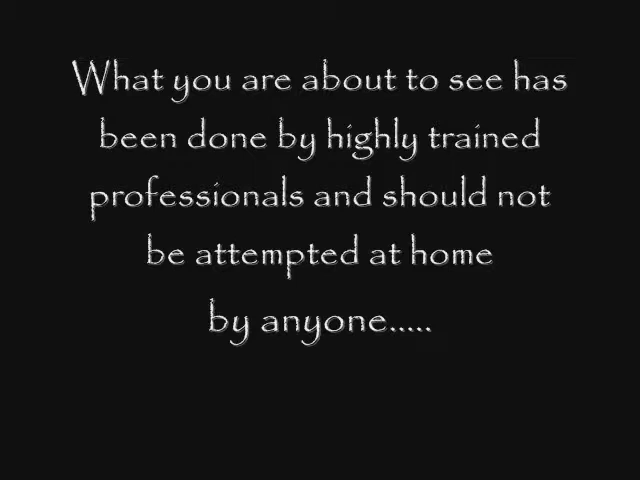 What you are about to see has
been done by highly trained
professionals and should not
be attempted at home
by anyone.....